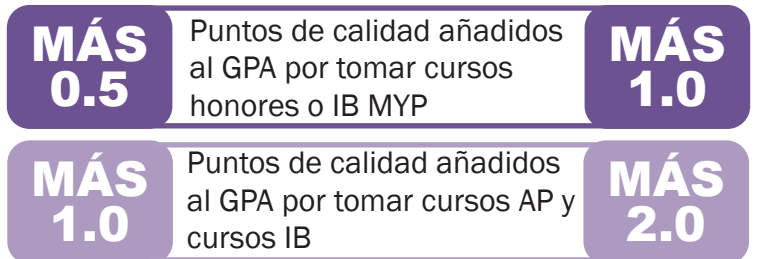 MÁS
0.5
Puntos de calidad añadidos
al GPA por tomar cursos
honores o IB MYP
MÁS
1.0
MÁS
1.0
Puntos de calidad añadidos
al GPA por tomar cursos AP y
cursos IB
MÁS
2.0